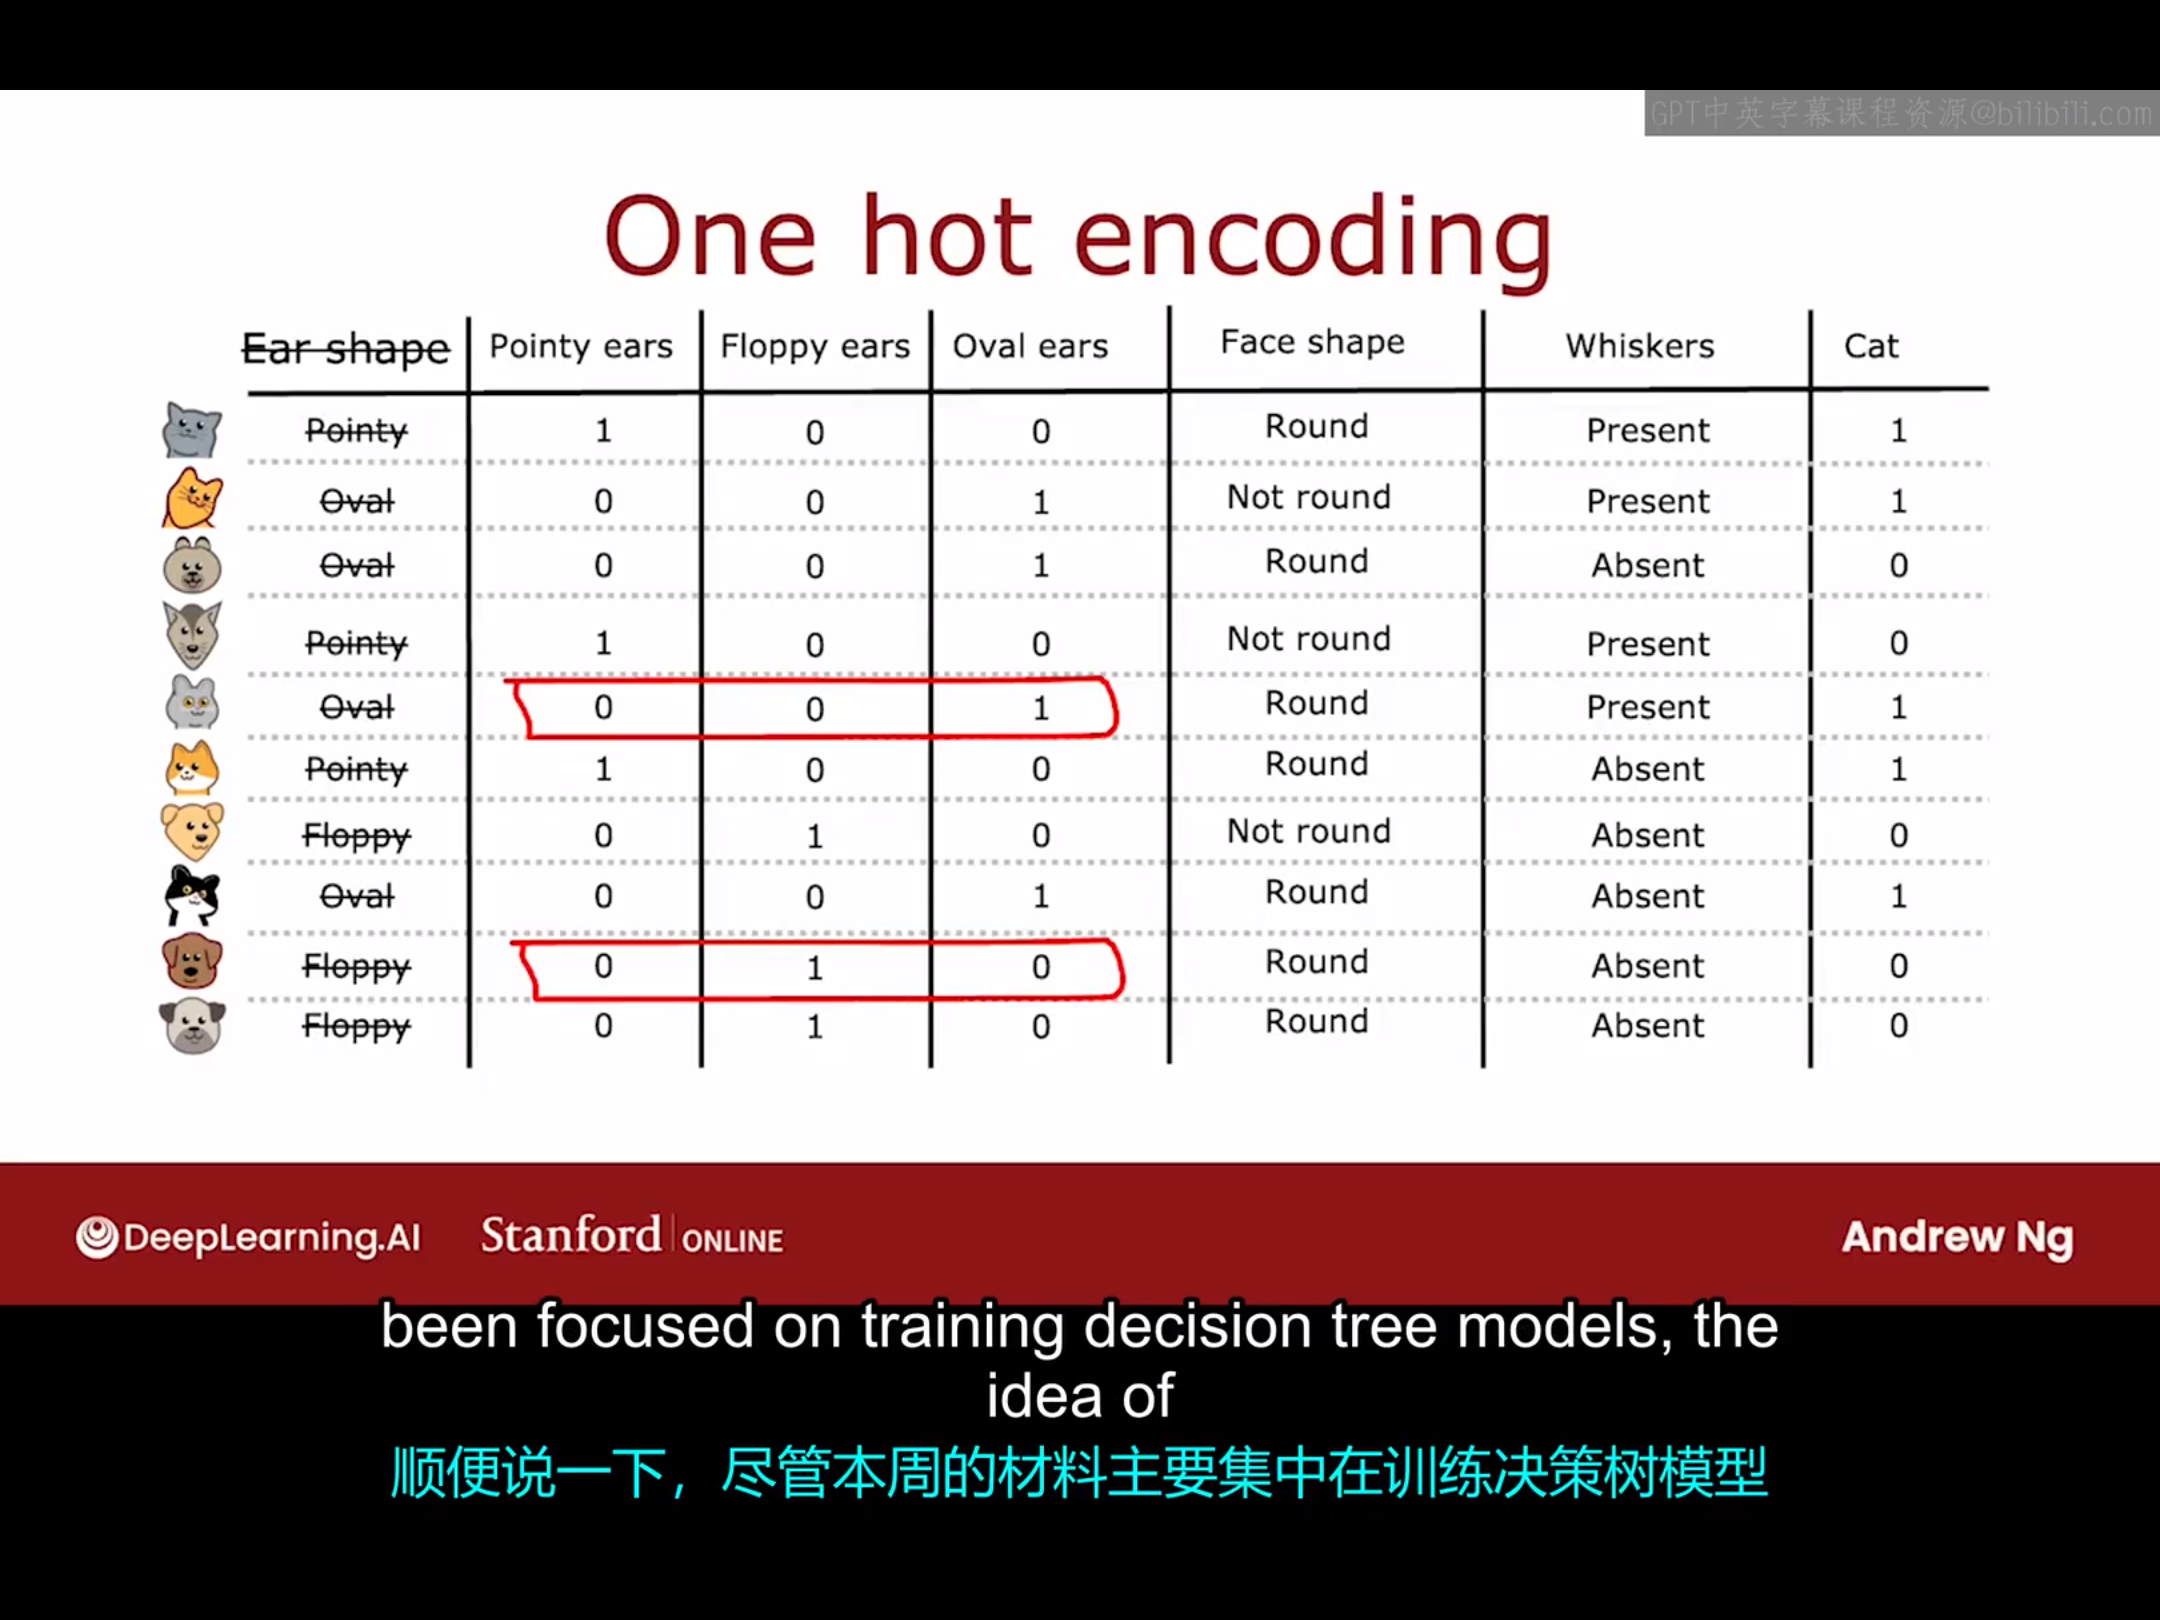 GPT中英字幕课程资源@bilibili.com
One hot encoding
Ear shape Pointy ears Floppy ears Oval ears Face shape Whiskers Cat
Pointy 1 0 0 Round Present 1
Oval 0 0 1 Not round Present 1
Oval 0 0 1 Round Absent 0
Pointy 1 0 0 Not round Present 0
Oval 0 0 1 Round Present 1
Pointy 1 0 0 Round Absent 1
Floppy 0 1 0 Not round Absent 0
Oval 0 0 1 Round Absent 1
Floppy 0 1 0 Round Absent 0
Floppy 0 1 0 Round Absent 0
DeepLearning.AI Stanford ONLINE Andrew Ng
been focused on training decision tree models, the
idea of
顺便说一下，尽管本周的材料主要集中在训练决策树模型